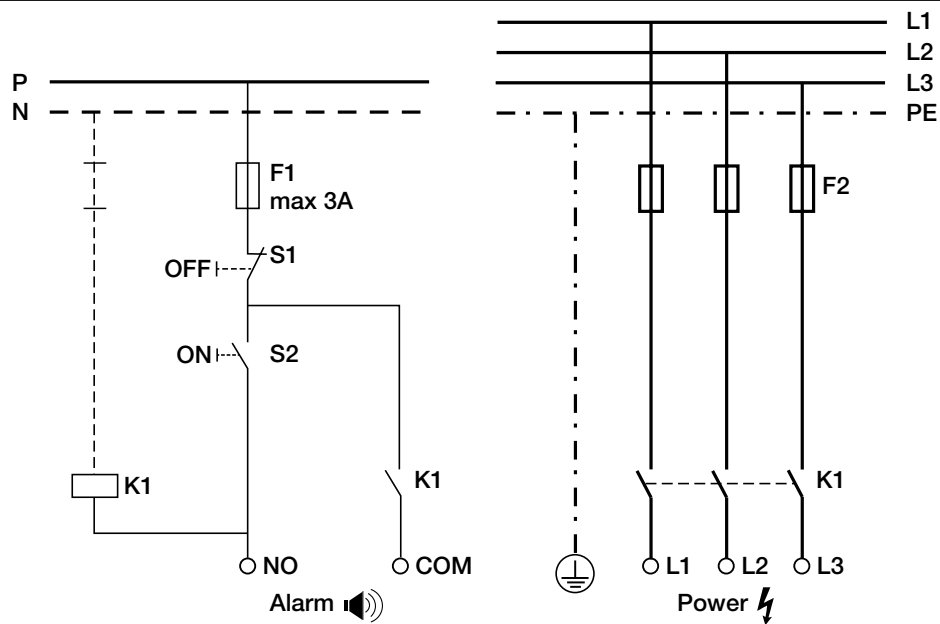 L1
L2
P
L3
N
PE
F1
max 3A
F2
S1
OFF
ON
S2
K1
K1
K1
NO
COM
L1
L2
L3
Alarm
Power